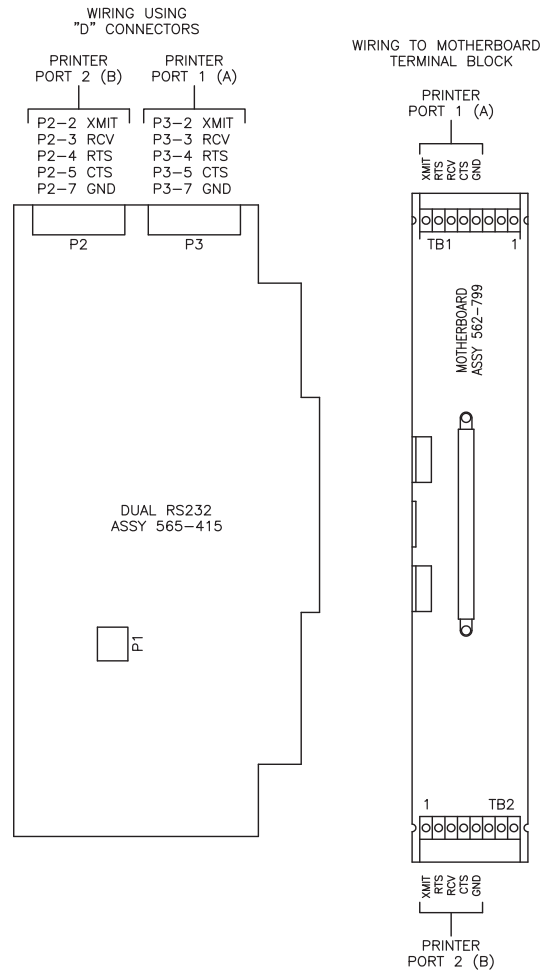 WIRING USING
"D" CONNECTORS
PRINTER
PORT 2 (B)
PRINTER
PORT 1 (A)
P2-2 XMIT
P2-3 RCV
P2-4 RTS
P2-5 CTS
P2-7 GND
P3-2 XMIT
P3-3 RCV
P3-4 RTS
P3-5 CTS
P3-7 GND
P2
P3
DUAL RS232
ASSY 565-415
P1
WIRING TO MOTHERBOARD
TERMINAL BLOCK
PRINTER
PORT 1 (A)
XMIT
RTS
RCV
CTS
GND
TB1
1
MOTHERBOARD
ASSY 562-799
1
TB2
XMIT
RTS
RCV
CTS
GND
PRINTER
PORT 2 (B)